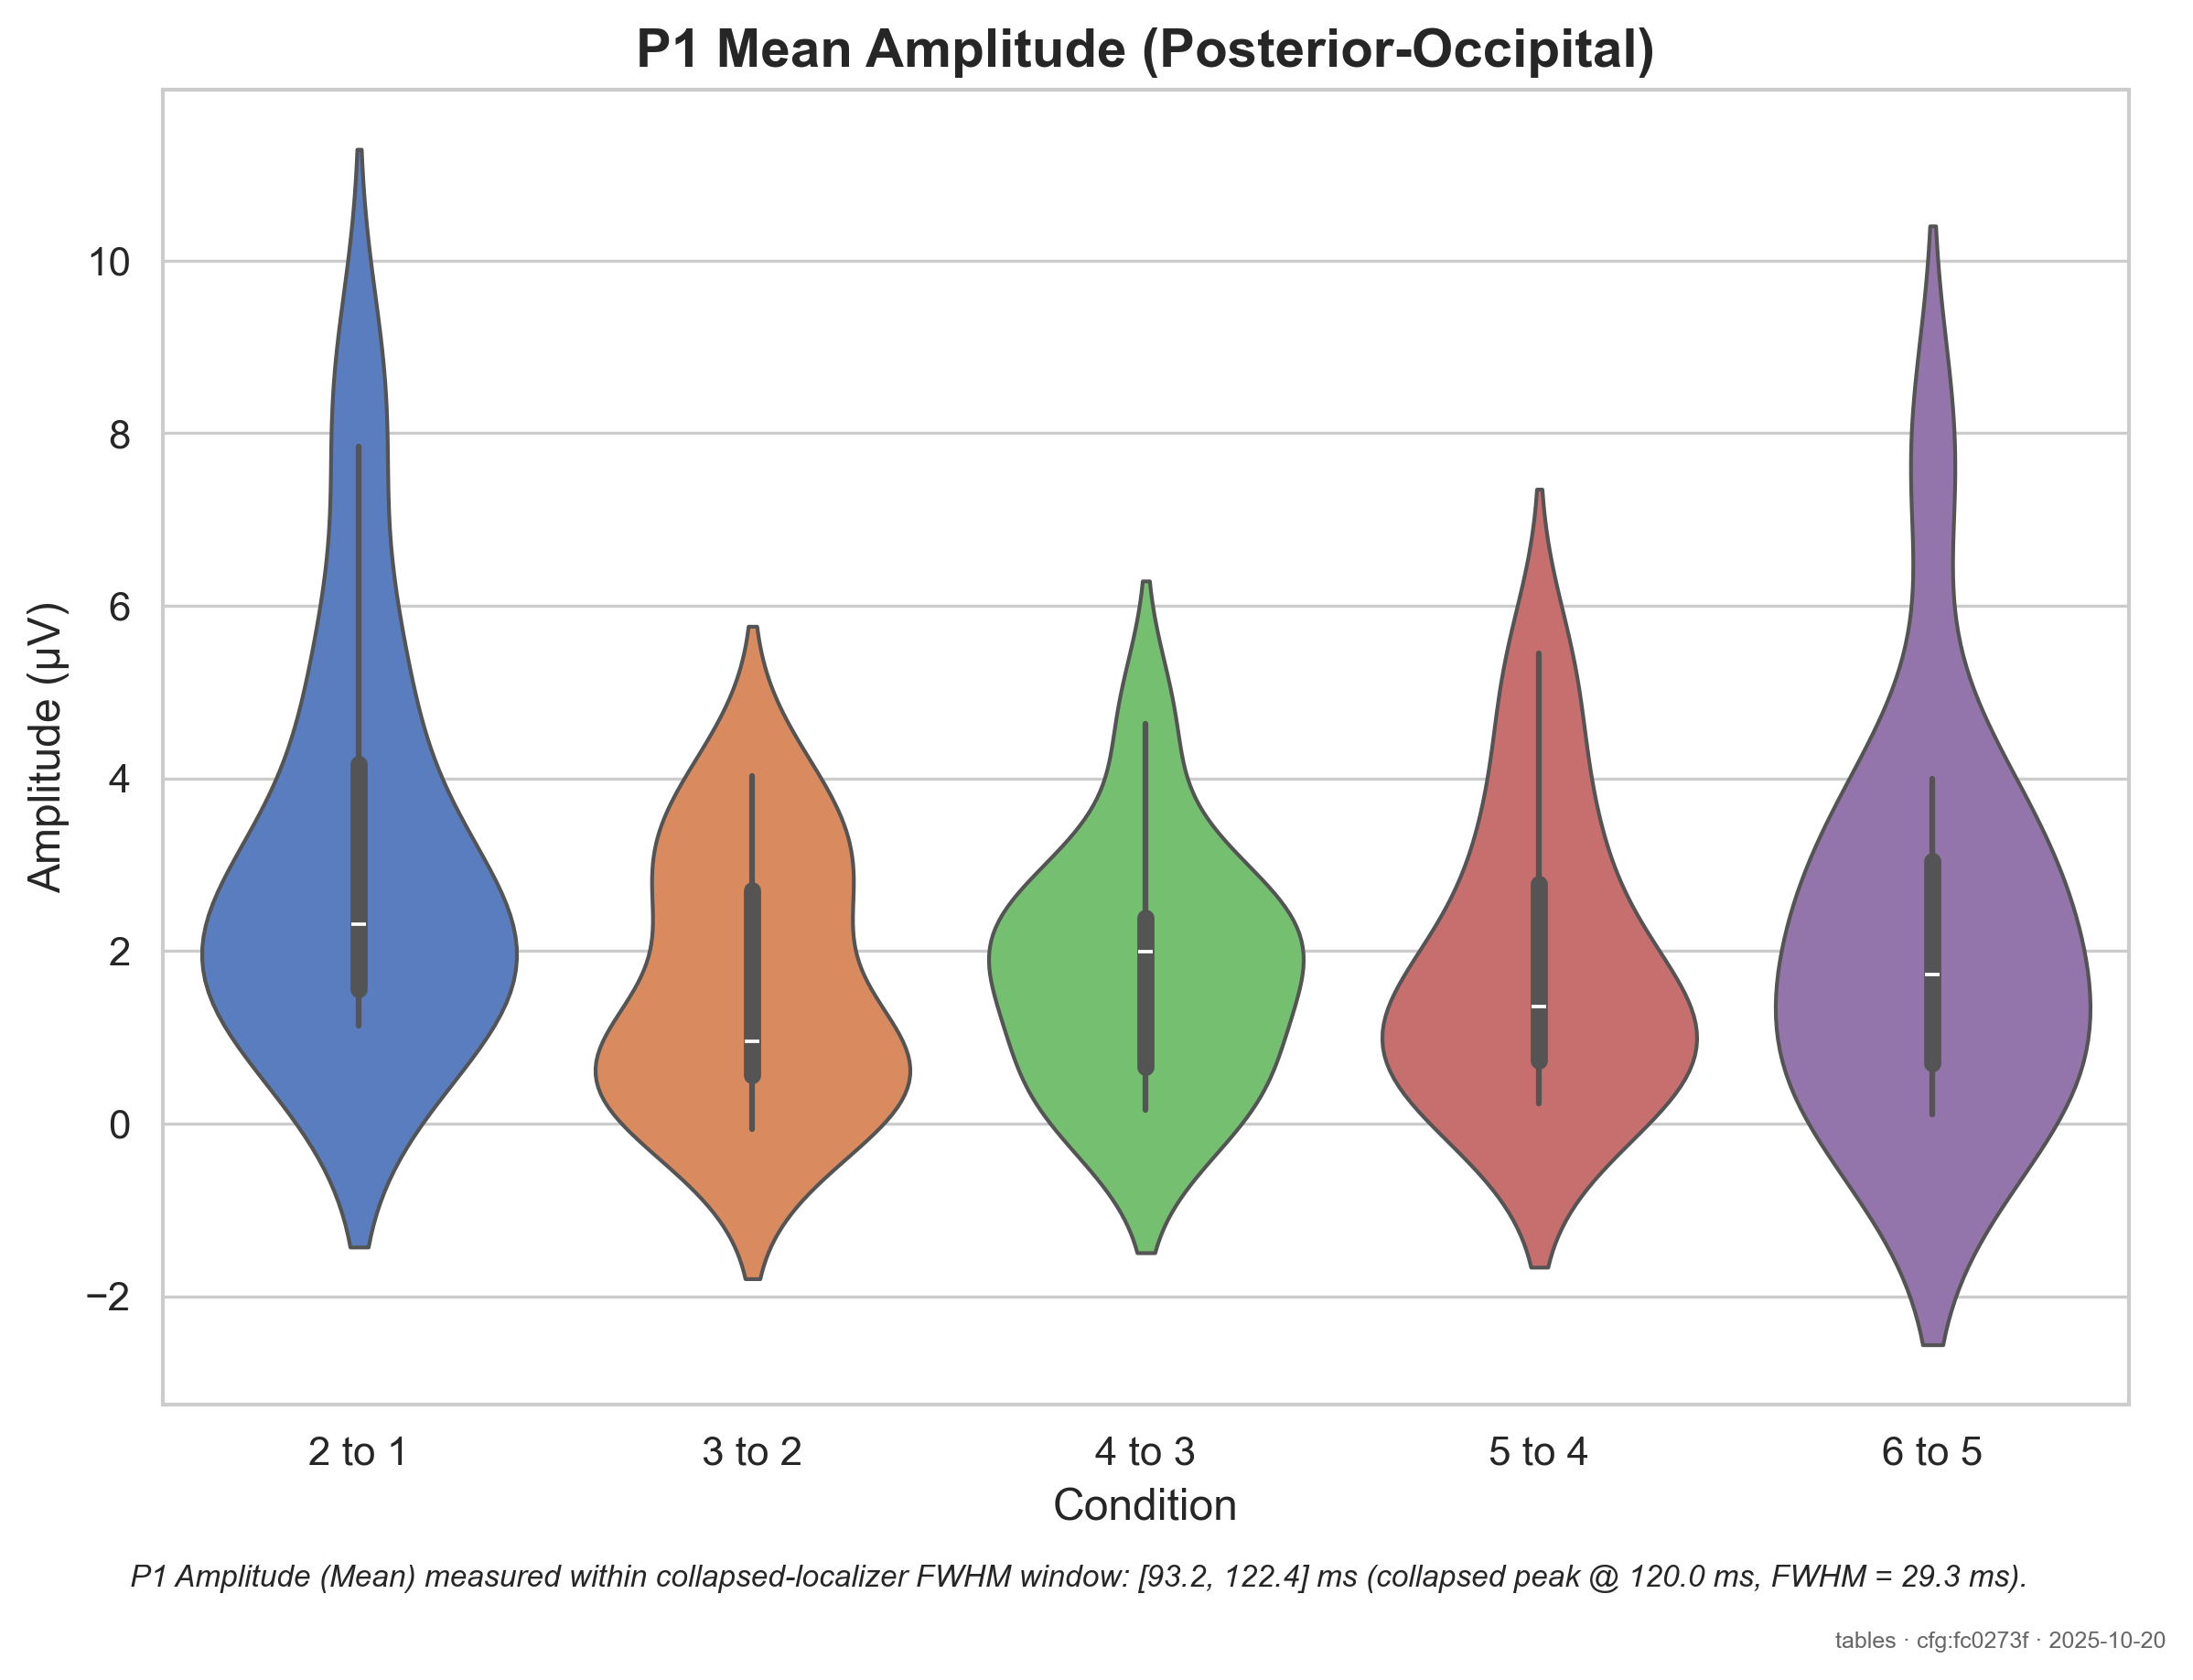 P1 Mean Amplitude (Posterior-Occipital)
Amplitude (µV)
10
8
6
4
2
0
−2
2 to 1
3 to 2
4 to 3
5 to 4
6 to 5
Condition
P1 Amplitude (Mean) measured within collapsed-localizer FWHM window: [93.2, 122.4] ms (collapsed peak @ 120.0 ms, FWHM = 29.3 ms).
tables · cfg:fc0273f · 2025-10-20